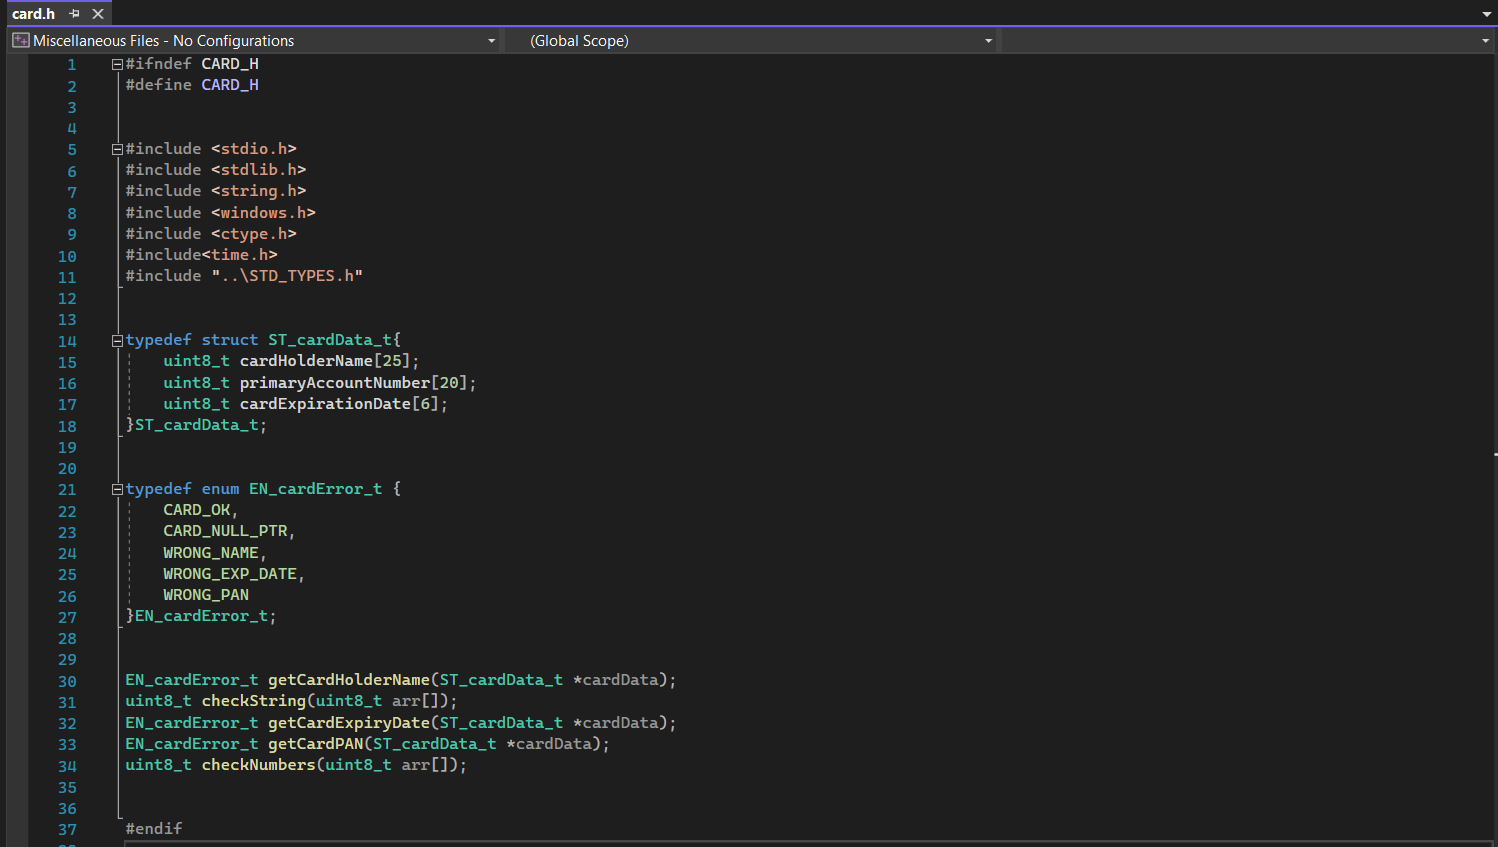 card.h
Miscellaneous Files - No Configurations (Global Scope)
1 #ifndef CARD_H
2 #define CARD_H
3
4
5 #include <stdio.h>
6 #include <stdlib.h>
7 #include <string.h>
8 #include <windows.h>
9 #include <ctype.h>
10 #include<time.h>
11 #include "..\STD_TYPES.h"
12
13
14 typedef struct ST_cardData_t{
15     uint8_t cardHolderName[25];
16     uint8_t primaryAccountNumber[20];
17     uint8_t cardExpirationDate[6];
18 }ST_cardData_t;
19
20
21 typedef enum EN_cardError_t {
22     CARD_OK,
23     CARD_NULL_PTR,
24     WRONG_NAME,
25     WRONG_EXP_DATE,
26     WRONG_PAN
27 }EN_cardError_t;
28
29
30 EN_cardError_t getCardHolderName(ST_cardData_t *cardData);
31 uint8_t checkString(uint8_t arr[]);
32 EN_cardError_t getCardExpiryDate(ST_cardData_t *cardData);
33 EN_cardError_t getCardPAN(ST_cardData_t *cardData);
34 uint8_t checkNumbers(uint8_t arr[]);
35
36
37 #endif